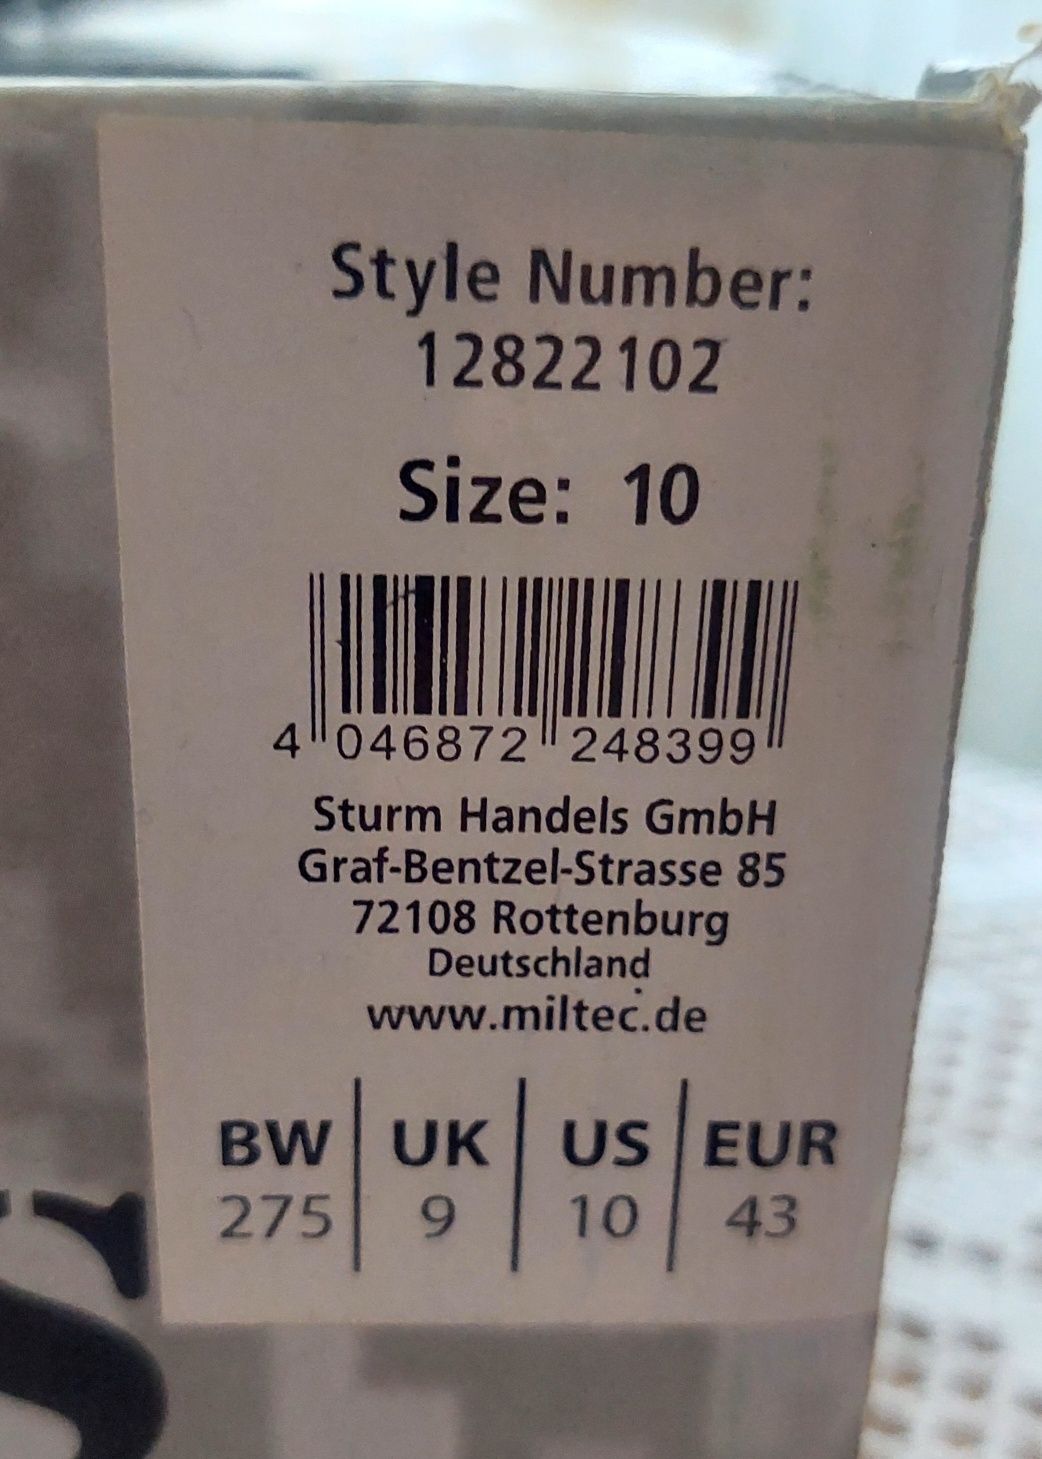 Style Number:
12822102
Size: 10
4 046872 248399
Sturm Handels GmbH
Graf-Bentzel-Strasse 85
72108 Rottenburg
Deutschland
www.miltec.de
BW UK US EUR
275 9 10 43